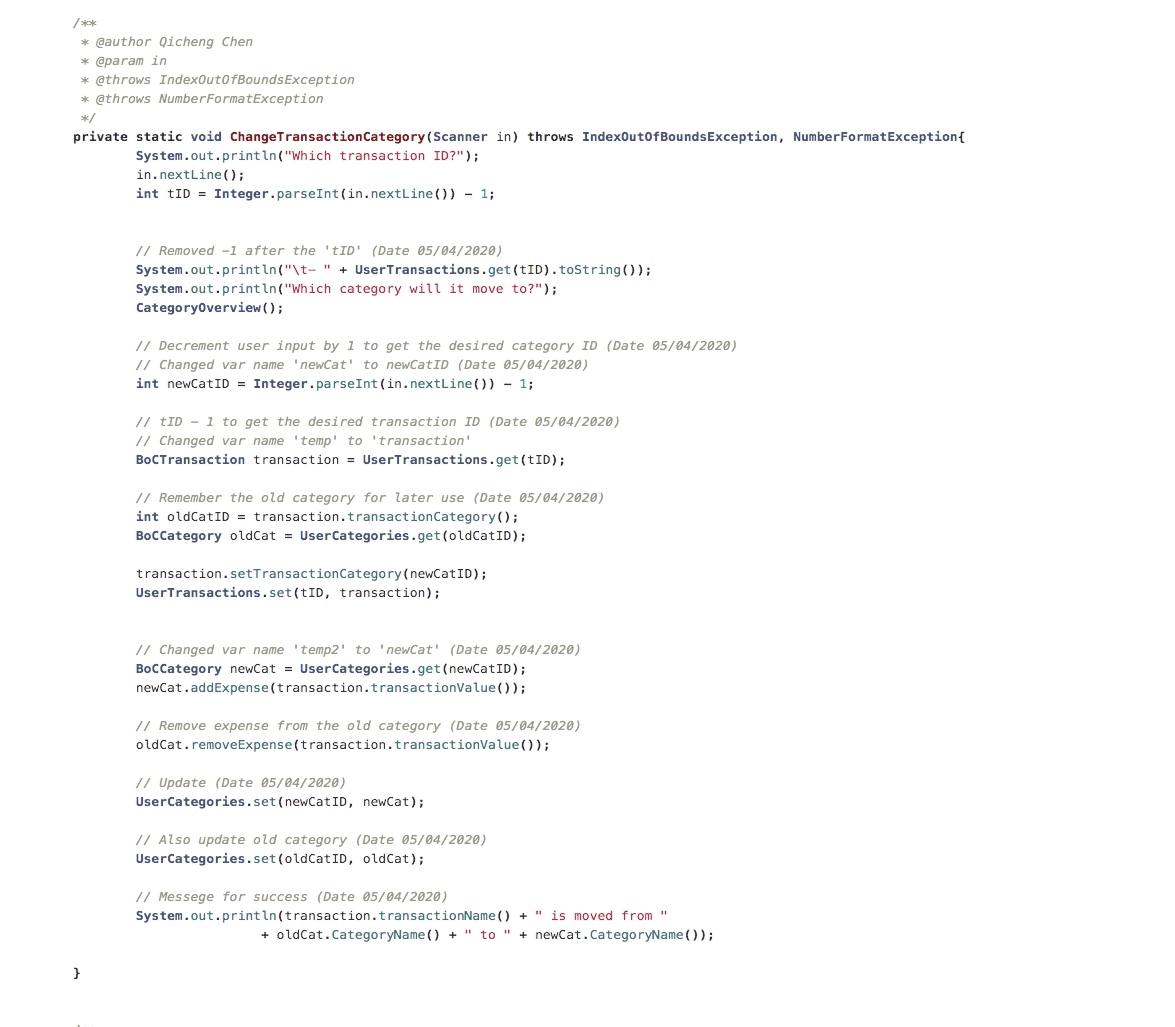 /**
 * @author Qicheng Chen
 * @param in
 * @throws IndexOutOfBoundsException
 * @throws NumberFormatException
 */
private static void ChangeTransactionCategory(Scanner in) throws IndexOutOfBoundsException, NumberFormatException{
System.out.println("Which transaction ID?");
in.nextLine();
int tID = Integer.parseInt(in.nextLine()) - 1;
// Removed -1 after the 'tID' (Date 05/04/2020)
System.out.println("\t- " + UserTransactions.get(tID).toString());
System.out.println("Which category will it move to?");
CategoryOverview();
// Decrement user input by 1 to get the desired category ID (Date 05/04/2020)
// Changed var name 'newCat' to newCatID (Date 05/04/2020)
int newCatID = Integer.parseInt(in.nextLine()) - 1;
// tID - 1 to get the desired transaction ID (Date 05/04/2020)
// Changed var name 'temp' to 'transaction'
BoCTransaction transaction = UserTransactions.get(tID);
// Remember the old category for later use (Date 05/04/2020)
int oldCatID = transaction.transactionCategory();
BoCCategory oldCat = UserCategories.get(oldCatID);
transaction.setTransactionCategory(newCatID);
UserTransactions.set(tID, transaction);
// Changed var name 'temp2' to 'newCat' (Date 05/04/2020)
BoCCategory newCat = UserCategories.get(newCatID);
newCat.addExpense(transaction.transactionValue());
// Remove expense from the old category (Date 05/04/2020)
oldCat.removeExpense(transaction.transactionValue());
// Update (Date 05/04/2020)
UserCategories.set(newCatID, newCat);
// Also update old category (Date 05/04/2020)
UserCategories.set(oldCatID, oldCat);
// Messege for success (Date 05/04/2020)
System.out.println(transaction.transactionName() + " is moved from "
+ oldCat.CategoryName() + " to " + newCat.CategoryName());
}